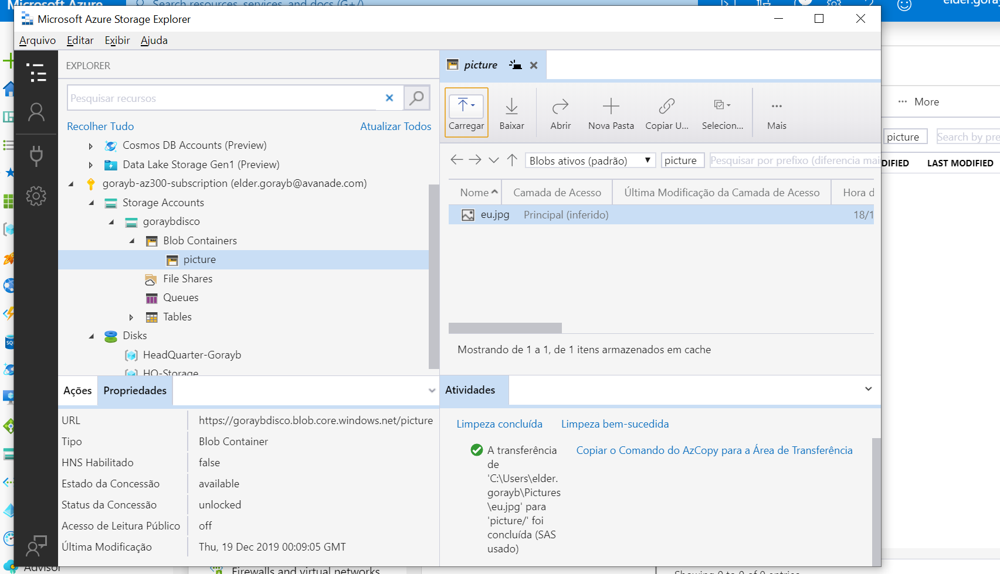 Microsoft Azure
Search resources, services, and docs (G+/)
Microsoft Azure Storage Explorer
Arquivo Editar Exibir Ajuda
EXPLORER
Pesquisar recursos
Recolher Tudo Atualizar Todos
Cosmos DB Accounts (Preview)
Data Lake Storage Gen1 (Preview)
gorayb-az300-subscription (elder.gorayb@avanade.com)
Storage Accounts
goraybdisco
Blob Containers
picture
File Shares
Queues
Tables
Disks
HeadQuarter-Gorayb
HQ-Storage
Ações Propriedades
URL https://goraybdisco.blob.core.windows.net/picture
Tipo Blob Container
HNS Habilitado false
Estado da Concessão available
Status da Concessão unlocked
Acesso de Leitura Público off
Última Modificação Thu, 19 Dec 2019 00:09:05 GMT
picture
Carregar Baixar Abrir Nova Pasta Copiar U... Selecion... Mais
Blobs ativos (padrão) picture Pesquisar por prefixo (diferencia mai
Nome Camada de Acesso Última Modificação da Camada de Acesso Hora d
eu.jpg Principal (inferido) 18/1
Mostrando de 1 a 1, de 1 itens armazenados em cache
Atividades
Limpeza concluída Limpeza bem-sucedida
A transferência
de
'C:\Users\elder.
gorayb\Pictures
\eu.jpg' para
'picture/' foi
concluída (SAS
usado)
Copiar o Comando do AzCopy para a Área de Transferência
elder.goray
... More
picture Search by pre
DIFIED LAST MODIFIED
SQL
Advisor
Firewalls and virtual networks
Showing 0 to 0 of 0 entries